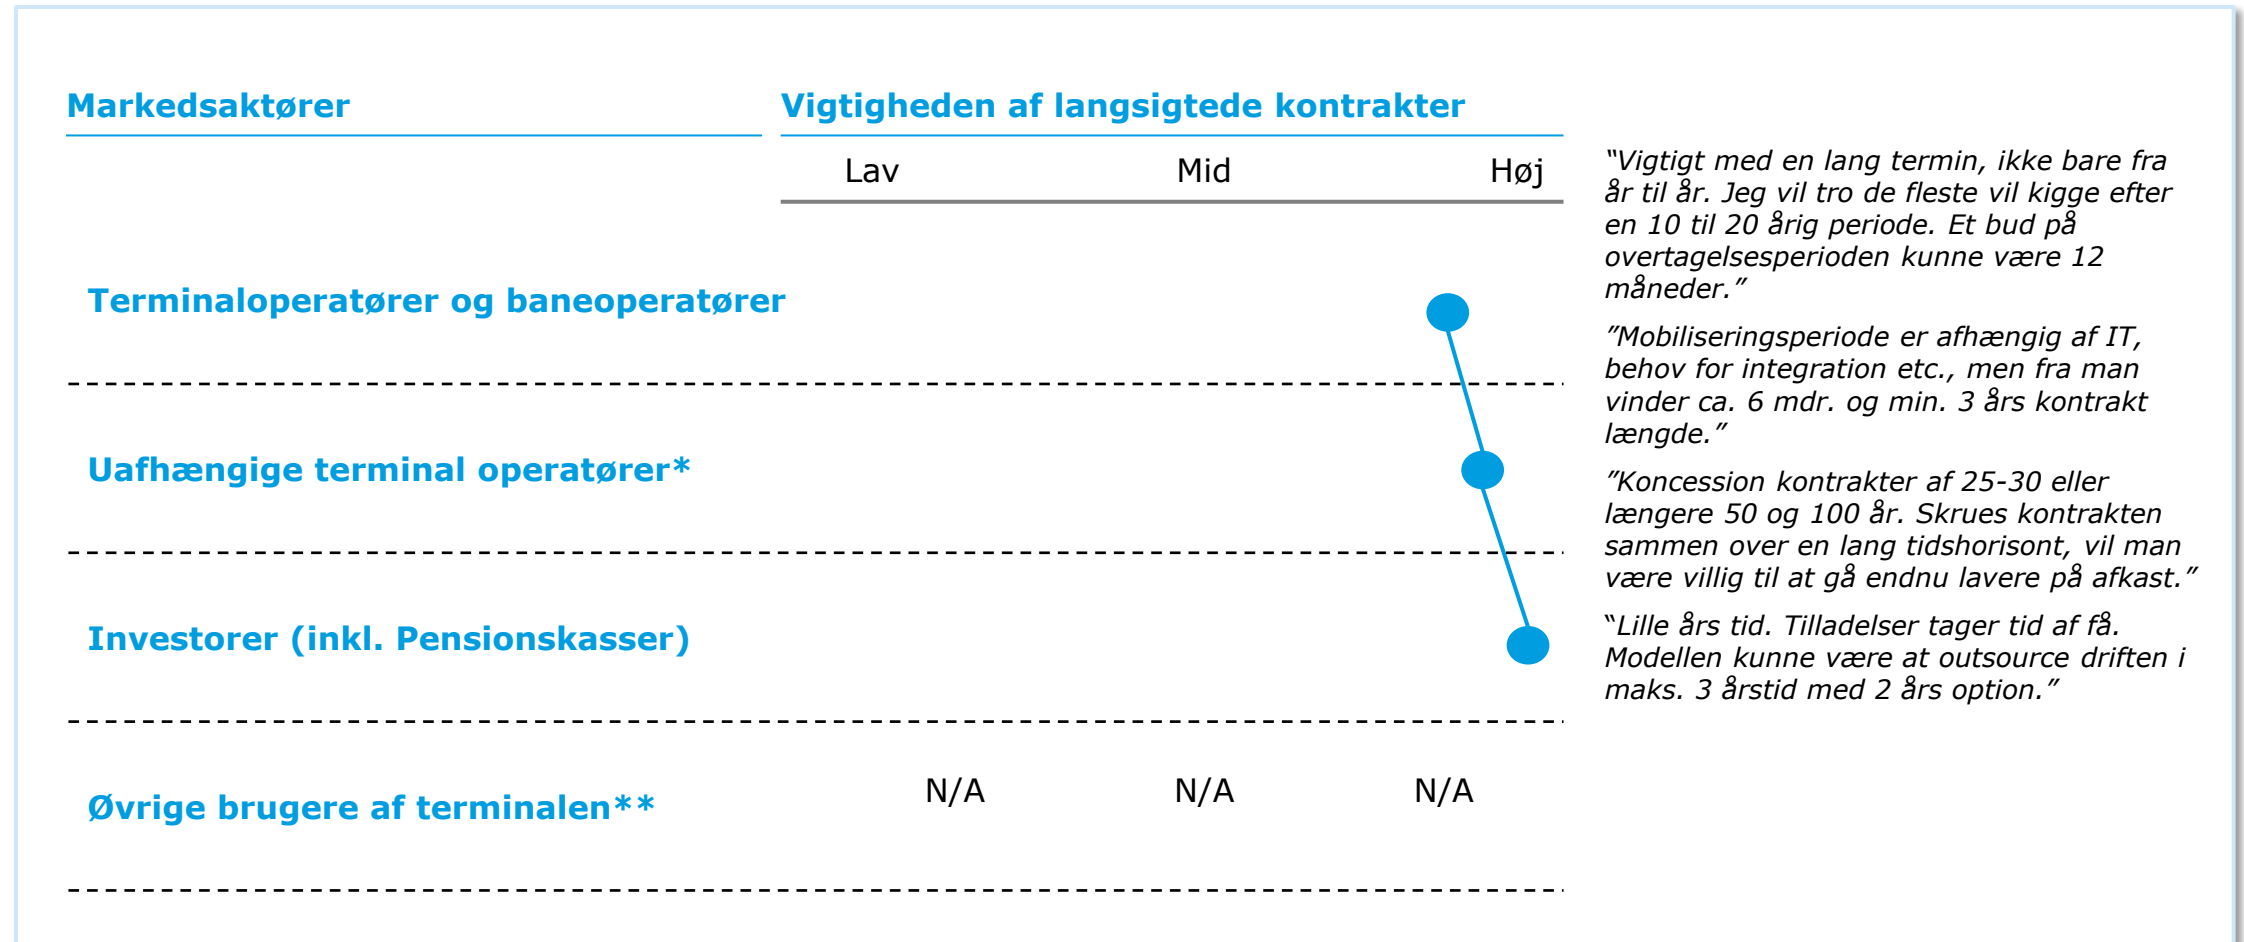 Markedsaktører
Vigtigheden af langsigtede kontrakter
Lav Mid Høj
Terminaloperatører og baneoperatører
Uafhængige terminal operatører*
Investorer (inkl. Pensionskasser)
Øvrige brugere af terminalen**
N/A N/A N/A
“Vigtigt med en lang termin, ikke bare fra
år til år. Jeg vil tro de fleste vil kigge efter
en 10 til 20 årig periode. Et bud på
overtagelsesperioden kunne være 12
måneder.”
”Mobiliseringsperiode er afhængig af IT,
behov for integration etc., men fra man
vinder ca. 6 mdr. og min. 3 års kontrakt
længde.”
”Koncession kontrakter af 25-30 eller
længere 50 og 100 år. Skrues kontrakten
sammen over en lang tidshorisont, vil man
være villig til at gå endnu lavere på afkast.”
“Lille års tid. Tilladelser tager tid af få.
Modellen kunne være at outsource driften i
maks. 3 årstid med 2 års option.”